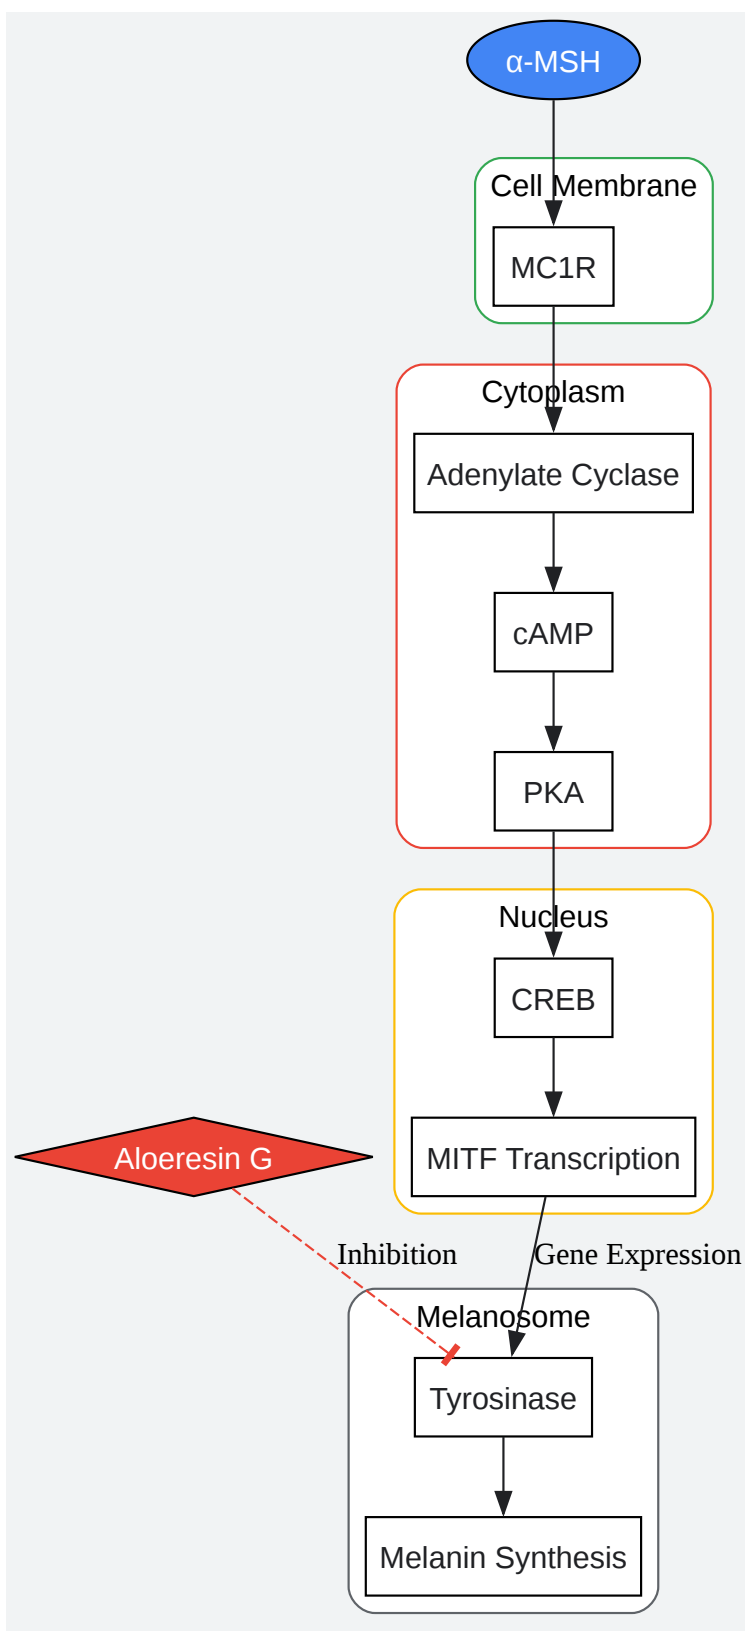 α-MSH
Cell Membrane
MC1R
Cytoplasm
Adenylate Cyclase
cAMP
PKA
Nucleus
CREB
Aloeresin G
MITF Transcription
Inhibition
Gene Expression
Melanosome
Tyrosinase
Melanin Synthesis